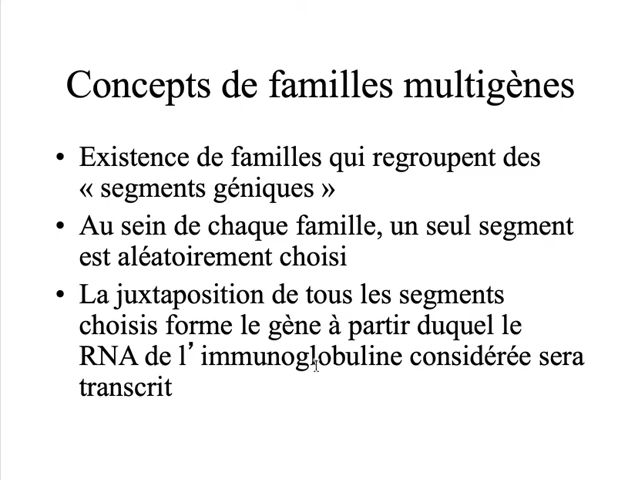 Concepts de familles multigènes
• Existence de familles qui regroupent des
« segments géniques »
• Au sein de chaque famille, un seul segment
est aléatoirement choisi
• La juxtaposition de tous les segments
choisis forme le gène à partir duquel le
RNA de l’immunoglobuline considérée sera
transcrit